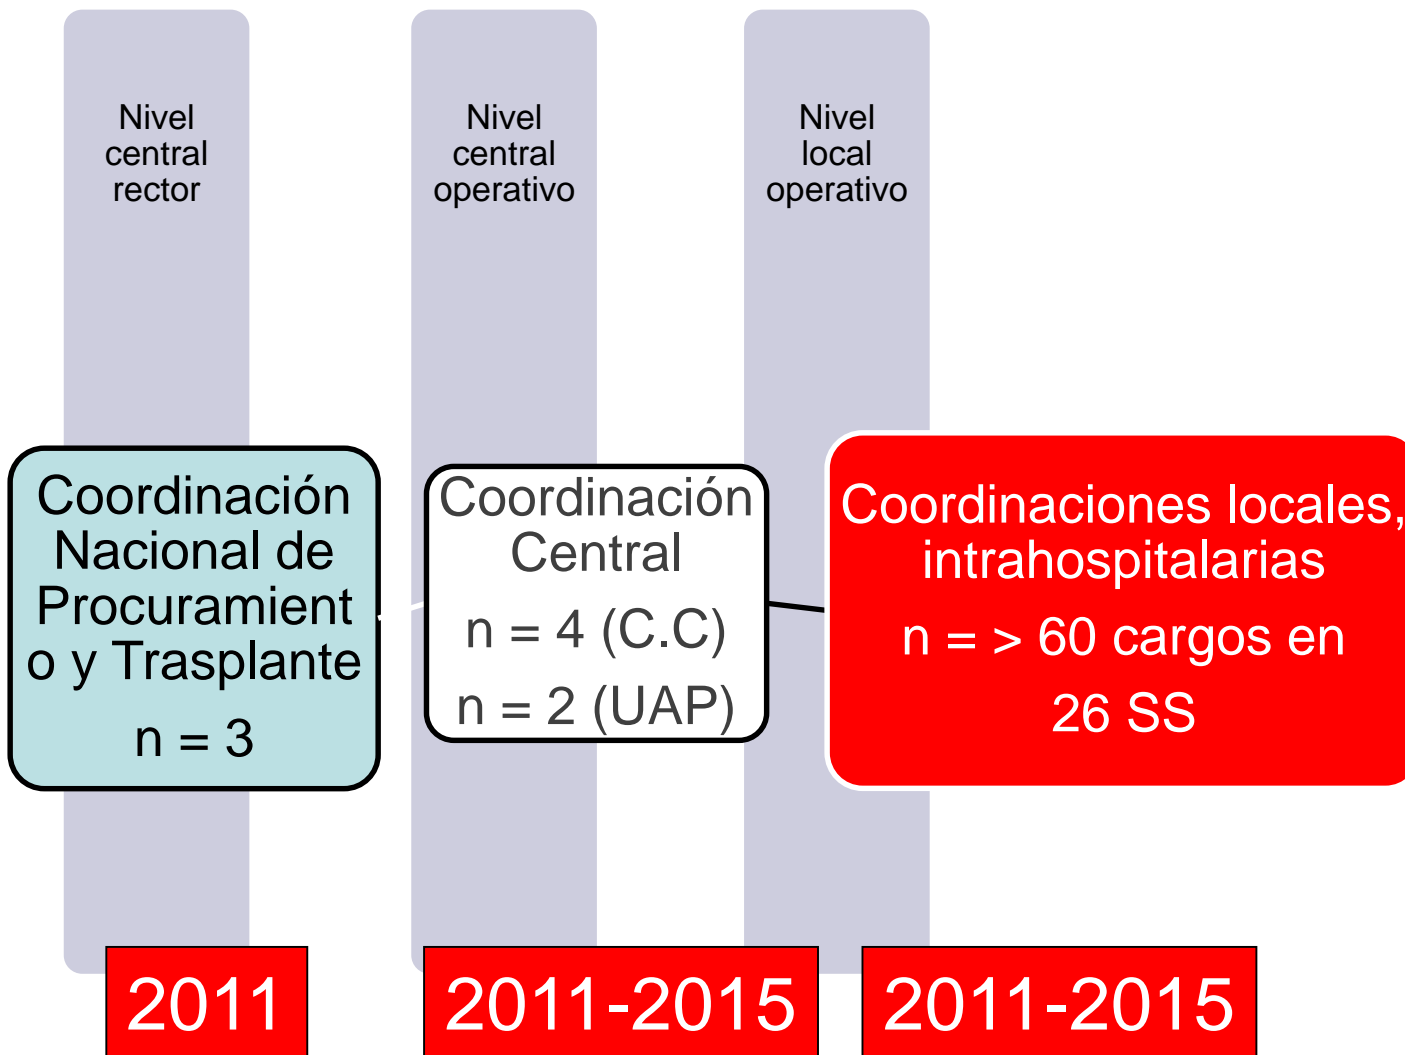 Nivel
central
rector
Nivel
central
operativo
Nivel
local
operativo
Coordinación
Nacional de
Procuramient
o y Trasplante
n = 3
Coordinación
Central
n = 4 (C.C)
n = 2 (UAP)
Coordinaciones locales,
intrahospitalarias
n = > 60 cargos en
26 SS
2011
2011-2015
2011-2015